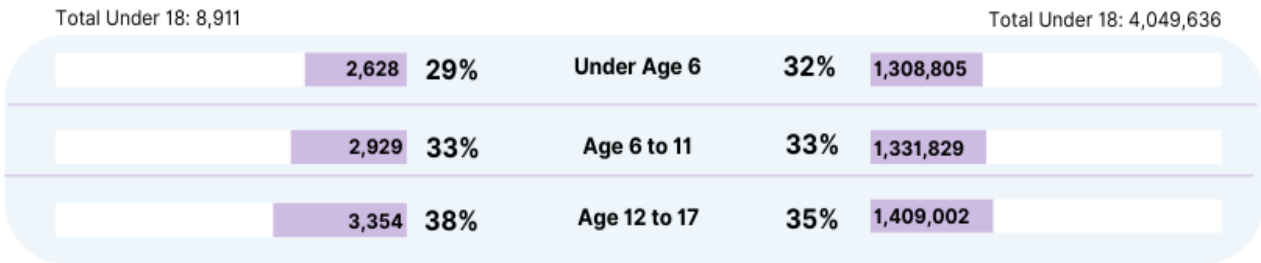 Total Under 18: 8,911 Total Under 18: 4,049,636
2,628 29% Under Age 6 32% 1,308,805
2,929 33% Age 6 to 11 33% 1,331,829
3,354 38% Age 12 to 17 35% 1,409,002